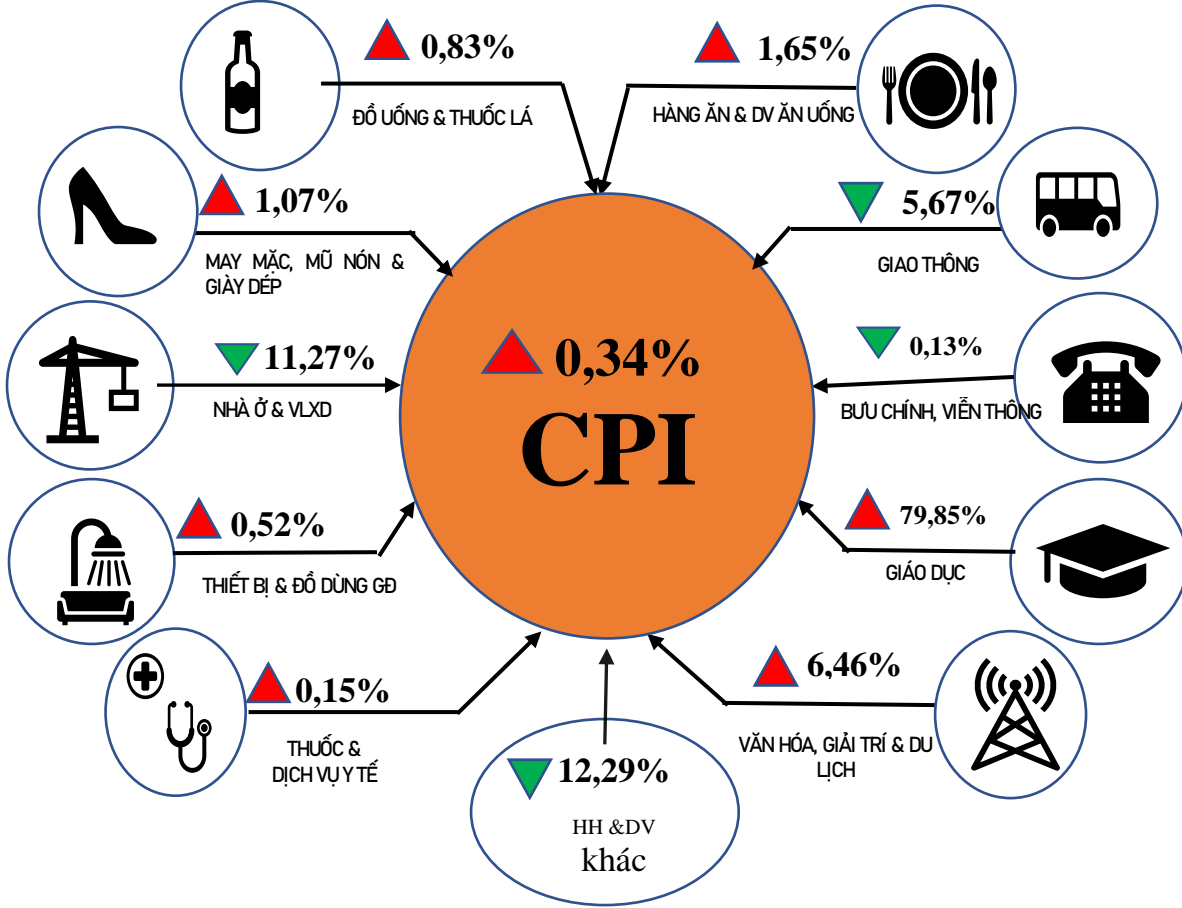 0,83%
ĐỒ UỐNG & THUỐC LÁ
1,65%
HÀNG ĂN & DV ĂN UỐNG
1,07%
MAY MẶC, MŨ NÓN &
GIÀY DÉP
5,67%
GIAO THÔNG
11,27%
NHÀ Ở & VLXD
0,34%
CPI
0,13%
BƯU CHÍNH, VIỄN THÔNG
0,52%
THIẾT BỊ & ĐỒ DÙNG GĐ
79,85%
GIÁO DỤC
0,15%
THUỐC &
DỊCH VỤ Y TẾ
6,46%
VĂN HÓA, GIẢI TRÍ & DU
LỊCH
12,29%
HH &DV
khác